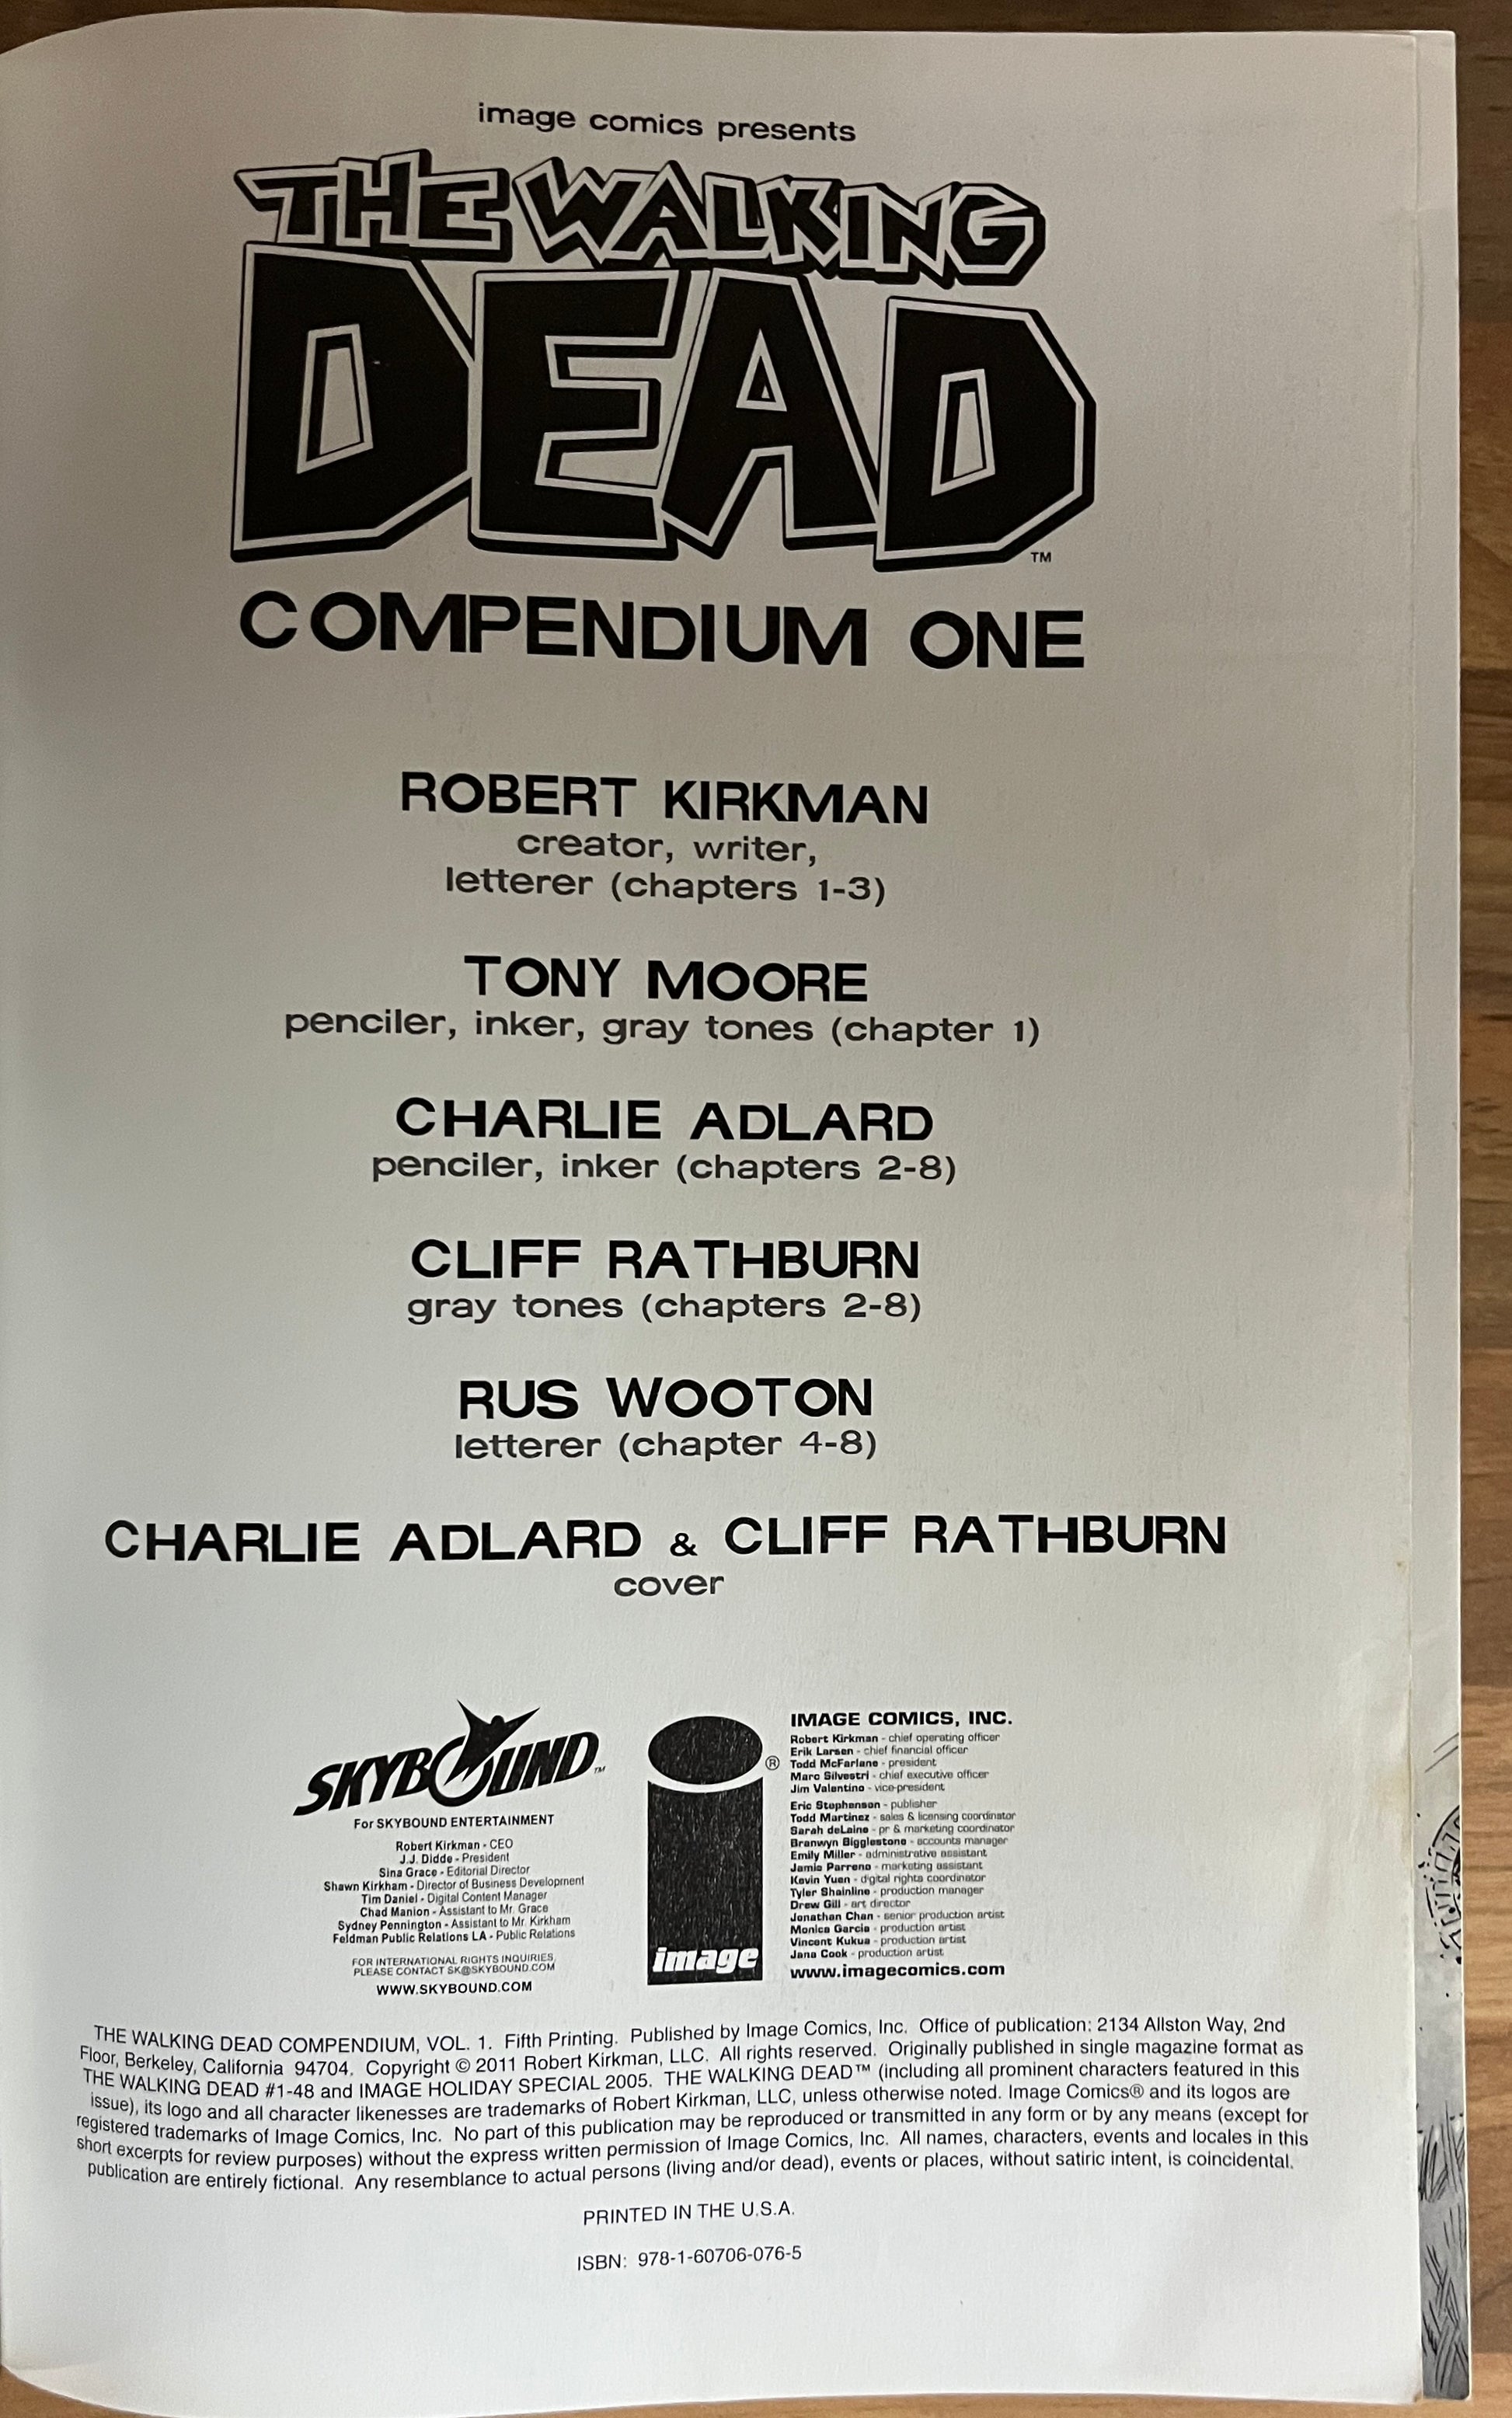 image comics presents
THE WALKING
DEAD
TM
COMPENDIUM ONE
ROBERT KIRKMAN
creator, writer,
letterer (chapters 1-3)
TONY MOORE
penciler, inker, gray tones (chapter 1)
CHARLIE ADLARD
penciler, inker (chapters 2-8)
CLIFF RATHBURN
gray tones (chapters 2-8)
RUS WOOTON
letterer (chapter 4-8)
CHARLIE ADLARD & CLIFF RATHBURN
cover
SKYBOUND™
For SKYBOUND ENTERTAINMENT
Robert Kirkman - CEO
J.J. Didde - President
Sina Grace - Editorial Director
Shawn Kirkham - Director of Business Development
Tim Daniel - Digital Content Manager
Chad Manion - Assistant to Mr. Grace
Sydney Pennington - Assistant to Mr. Kirkham
Feldman Public Relations LA - Public Relations
FOR INTERNATIONAL RIGHTS INQUIRIES,
PLEASE CONTACT SK@SKYBOUND.COM
WWW.SKYBOUND.COM
i®
image
IMAGE COMICS, INC.
Robert Kirkman - chief operating officer
Erik Larsen - chief financial officer
Todd McFarlane - president
Marc Silvestri - chief executive officer
Jim Valentino - vice-president
Eric Stephenson - publisher
Todd Martinez - sales & licensing coordinator
Sarah deLaine - pr & marketing coordinator
Branwyn Bigglestone - accounts manager
Emily Miller - administrative assistant
Jamie Parreno - marketing assistant
Kevin Yuen - digital rights coordinator
Tyler Shainline - production manager
Drew Gill - art director
Jonathan Chan - senior production artist
Monica Garcia - production artist
Vincent Kukua - production artist
Jana Cook - production artist
www.imagecomics.com
THE WALKING DEAD COMPENDIUM, VOL. 1. Fifth Printing. Published by Image Comics, Inc. Office of publication: 2134 Allston Way, 2nd
Floor, Berkeley, California 94704. Copyright © 2011 Robert Kirkman, LLC. All rights reserved. Originally published in single magazine format as
THE WALKING DEAD #1-48 and IMAGE HOLIDAY SPECIAL 2005. THE WALKING DEAD™ (including all prominent characters featured in this
issue), its logo and all character likenesses are trademarks of Robert Kirkman, LLC, unless otherwise noted. Image Comics® and its logos are
registered trademarks of Image Comics, Inc. No part of this publication may be reproduced or transmitted in any form or by any means (except for
short excerpts for review purposes) without the express written permission of Image Comics, Inc. All names, characters, events and locales in this
publication are entirely fictional. Any resemblance to actual persons (living and/or dead), events or places, without satiric intent, is coincidental.
PRINTED IN THE U.S.A.
ISBN: 978-1-60706-076-5